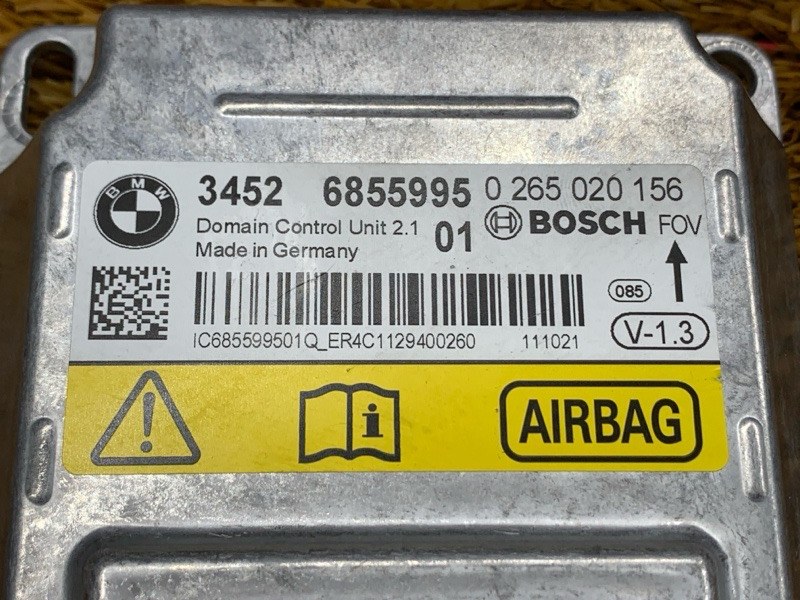 BMW
3452 6855995 0 265 020 156
Domain Control Unit 2.1 01 BOSCH FOV
Made in Germany
085
IC685599501Q_ER4C1129400260 111021 V-1.3
AIRBAG